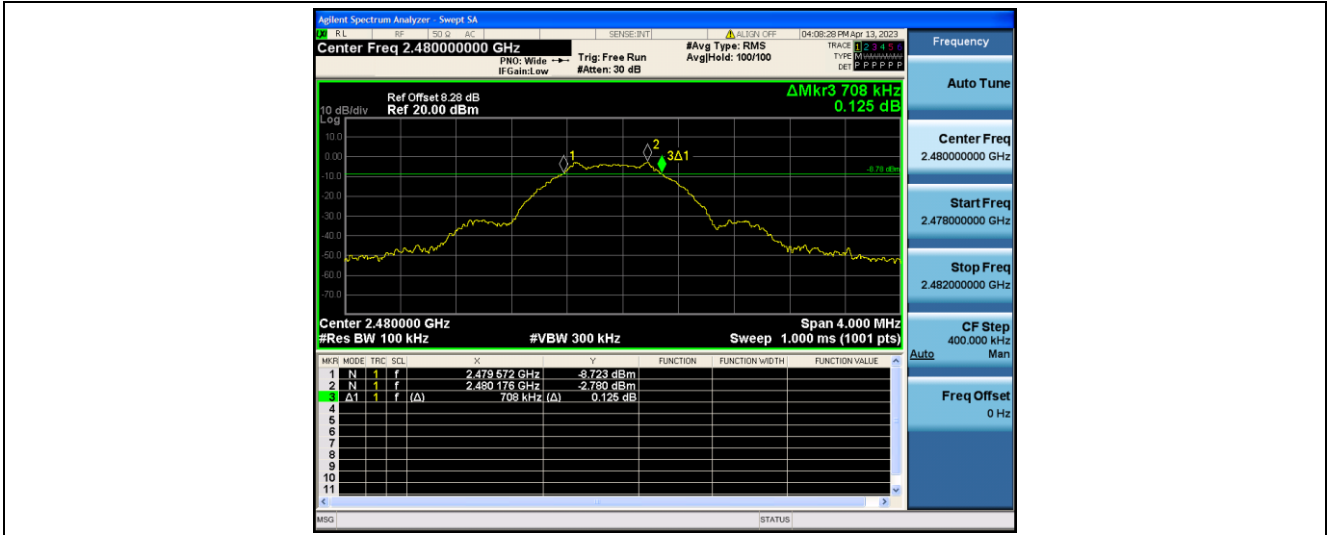 Agilent Spectrum Analyzer - Swept SA
RL RF 50 Ω AC SENSE:INT ALIGN OFF 04:08:28 PM Apr 13, 2023
Center Freq 2.480000000 GHz
PNO: Wide
IFGain:Low
Trig: Free Run
#Atten: 30 dB
#Avg Type: RMS
Avg|Hold: 100/100
TRACE 1 2 3 4 5 6
TYPE M
DET P P P P P P
ΔMkr3 708 kHz
0.125 dB
Ref Offset 8.28 dB
10 dB/div Ref 20.00 dBm
Log
10.0
0.00
-10.0
-20.0
-30.0
-40.0
-50.0
-60.0
-70.0
1
2
3Δ1
-8.78 dBm
Center 2.480000 GHz Span 4.000 MHz
#Res BW 100 kHz #VBW 300 kHz Sweep 1.000 ms (1001 pts)
MKR MODE TRC SCL X Y FUNCTION FUNCTION WIDTH FUNCTION VALUE
1 N 1 f 2.479 572 GHz -8.723 dBm
2 N 1 f 2.480 176 GHz -2.780 dBm
3 Δ1 1 f (Δ) 708 kHz (Δ) 0.125 dB
4
5
6
7
8
9
10
11
MSG STATUS
Frequency
Auto Tune
Center Freq
2.480000000 GHz
Start Freq
2.478000000 GHz
Stop Freq
2.482000000 GHz
CF Step
400.000 kHz
Auto Man
Freq Offset
0 Hz